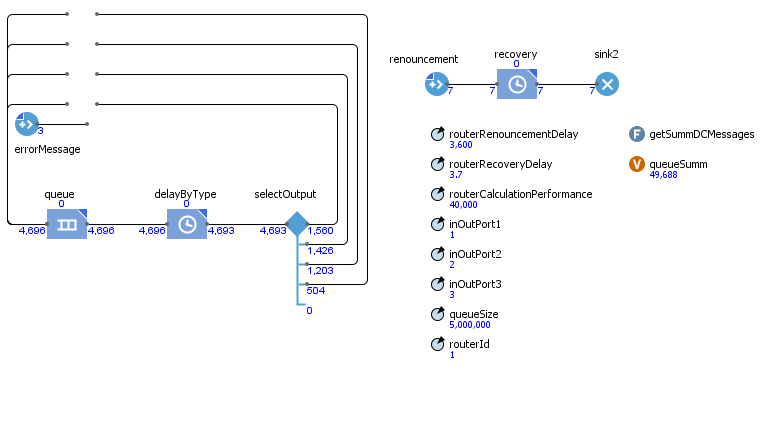 errorMessage
3
queue
0
4,696
4,696
delayByType
0
4,696
4,693
selectOutput
4,693
1,560
1,426
1,203
504
0
renouncement
7
recovery
0
7
7
sink2
7
routerRenouncementDelay
3,600
routerRecoveryDelay
3.7
routerCalculationPerformance
40,000
inOutPort1
1
inOutPort2
2
inOutPort3
3
queueSize
5,000,000
routerId
1
F getSummDCMessages
V queueSumm
49,688